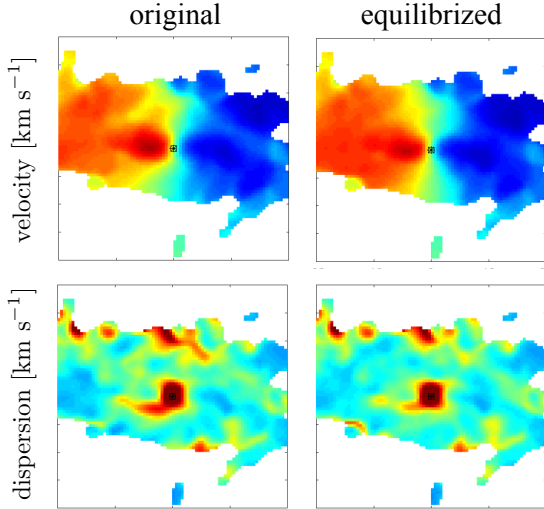 original equilibrized
velocity [km s⁻¹]
dispersion [km s⁻¹]